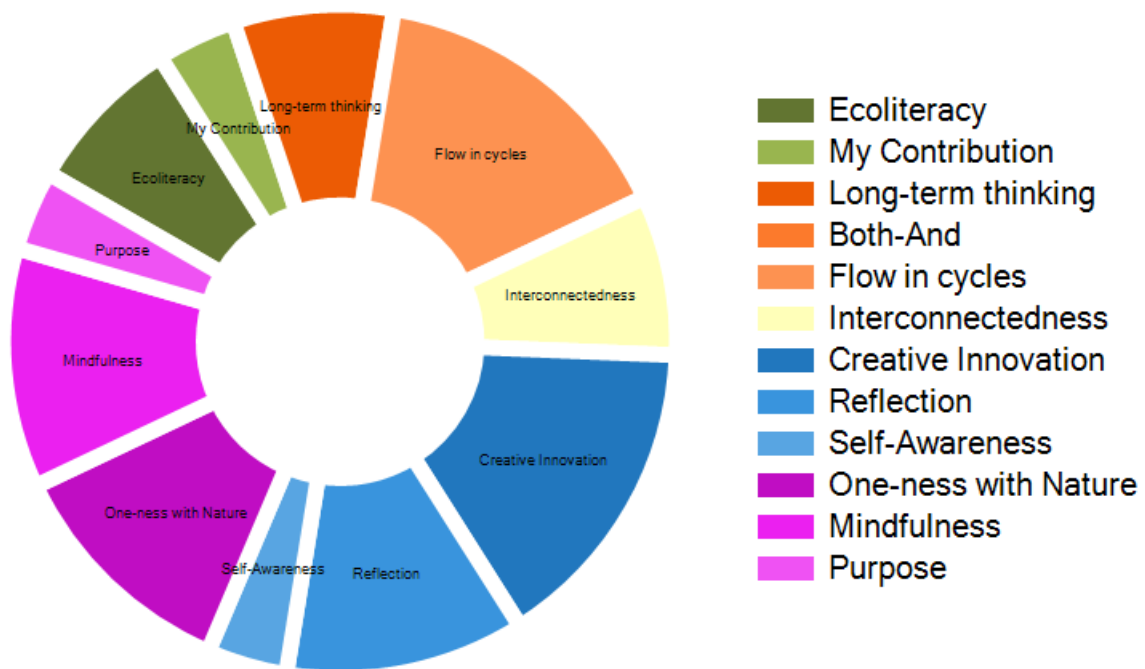 Long-term thinking
My Contribution
Flow in cycles
Ecoliteracy
Purpose
Interconnectedness
Mindfulness
Creative Innovation
One-ness with Nature
Self-Awareness
Reflection
Ecoliteracy
My Contribution
Long-term thinking
Both-And
Flow in cycles
Interconnectedness
Creative Innovation
Reflection
Self-Awareness
One-ness with Nature
Mindfulness
Purpose